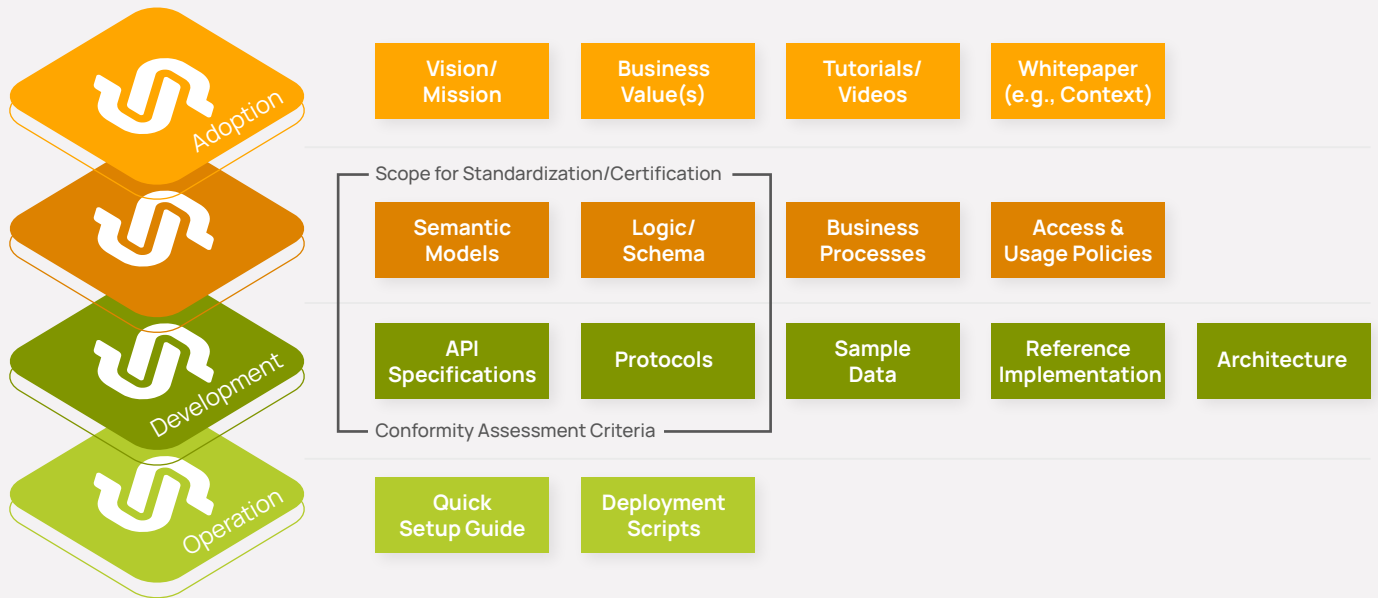 Adoption
Vision/
Mission
Business
Value(s)
Tutorials/
Videos
Whitepaper
(e.g., Context)
Scope for Standardization/Certification
Semantic
Models
Logic/
Schema
Business
Processes
Access &
Usage Policies
Development
API
Specifications
Protocols
Sample
Data
Reference
Implementation
Architecture
Conformity Assessment Criteria
Operation
Quick
Setup Guide
Deployment
Scripts